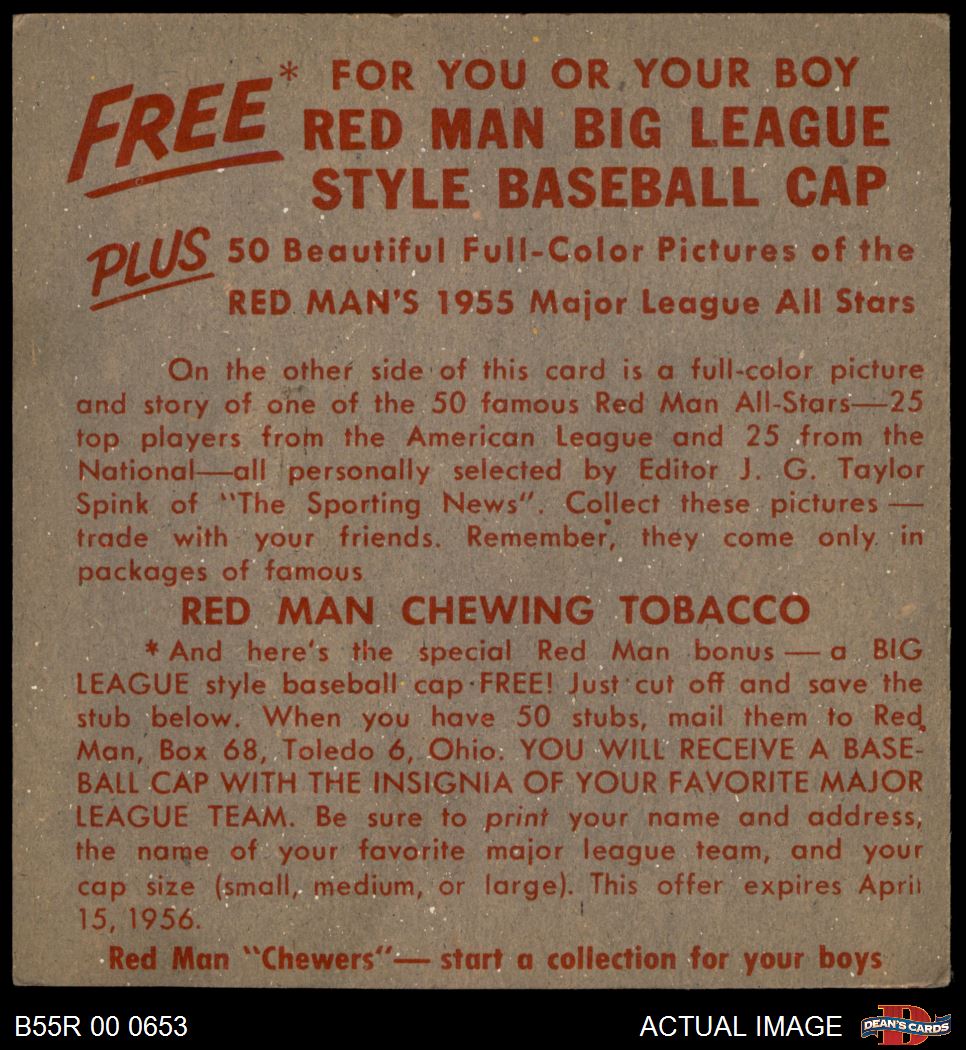 FREE* FOR YOU OR YOUR BOY
RED MAN BIG LEAGUE
STYLE BASEBALL CAP
PLUS 50 Beautiful Full-Color Pictures of the
RED MAN'S 1955 Major League All Stars
On the other side of this card is a full-color picture
and story of one of the 50 famous Red Man All-Stars—25
top players from the American League and 25 from the
National—all personally selected by Editor J. G. Taylor
Spink of "The Sporting News". Collect these pictures —
trade with your friends. Remember, they come only in
packages of famous
RED MAN CHEWING TOBACCO
* And here's the special Red Man bonus — a BIG
LEAGUE style baseball cap FREE! Just cut off and save the
stub below. When you have 50 stubs, mail them to Red
Man, Box 68, Toledo 6, Ohio. YOU WILL RECEIVE A BASE-
BALL CAP WITH THE INSIGNIA OF YOUR FAVORITE MAJOR
LEAGUE TEAM. Be sure to print your name and address,
the name of your favorite major league team, and your
cap size (small, medium, or large). This offer expires April
15, 1956.
Red Man "Chewers"— start a collection for your boys
B55R 00 0653
ACTUAL IMAGE
D
DEAN'S CARDS